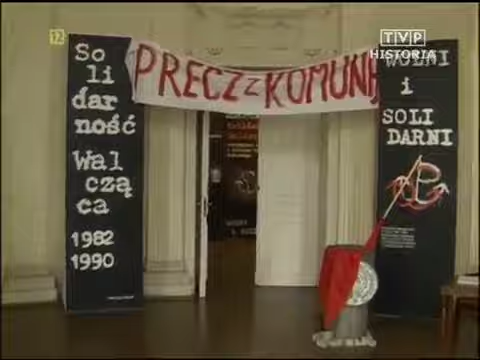 12
TVP
HISTORIA
So
li
dar
ność
Wal
czą
ca
1982
1990
PRECZ Z KOMUNĄ
WOLNI
i
SOLI
DARNI